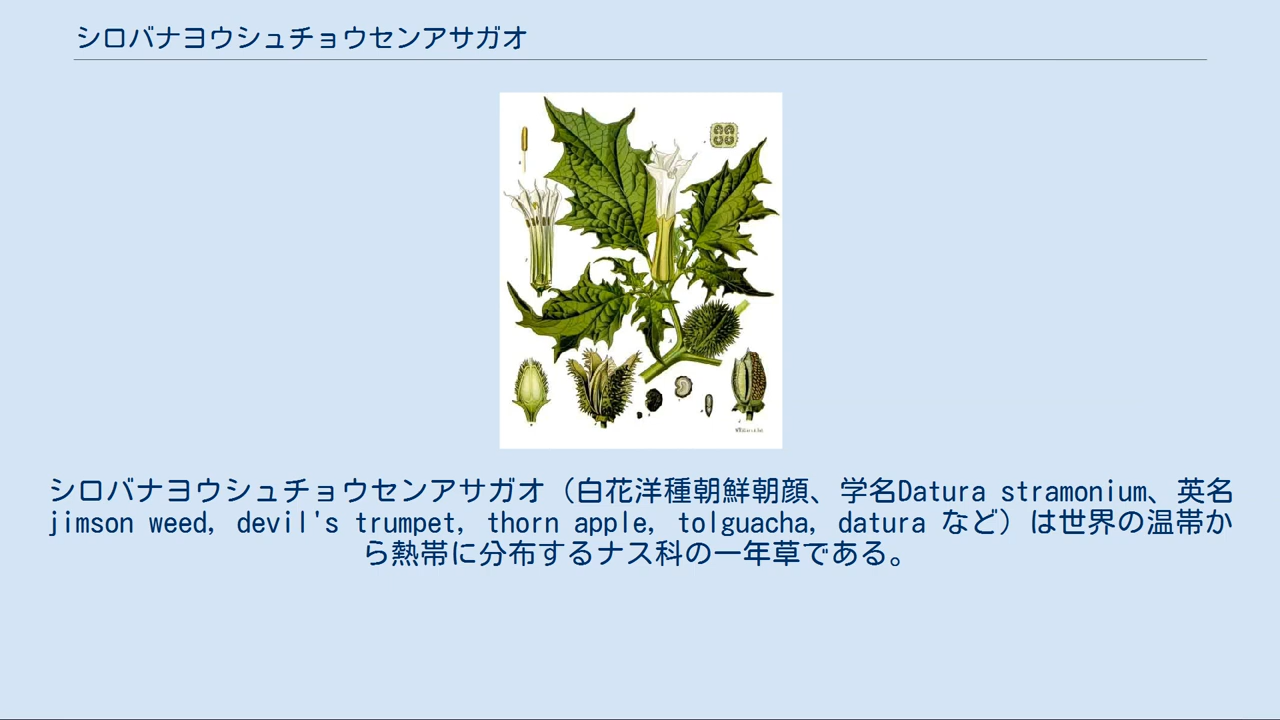 シロバナヨウシュチョウセンアサガオ
シロバナヨウシュチョウセンアサガオ（白花洋種朝鮮朝顔、学名Datura stramonium、英名
jimson weed, devil's trumpet, thorn apple, tolguacha, datura など）は世界の温帯か
ら熱帯に分布するナス科の一年草である。